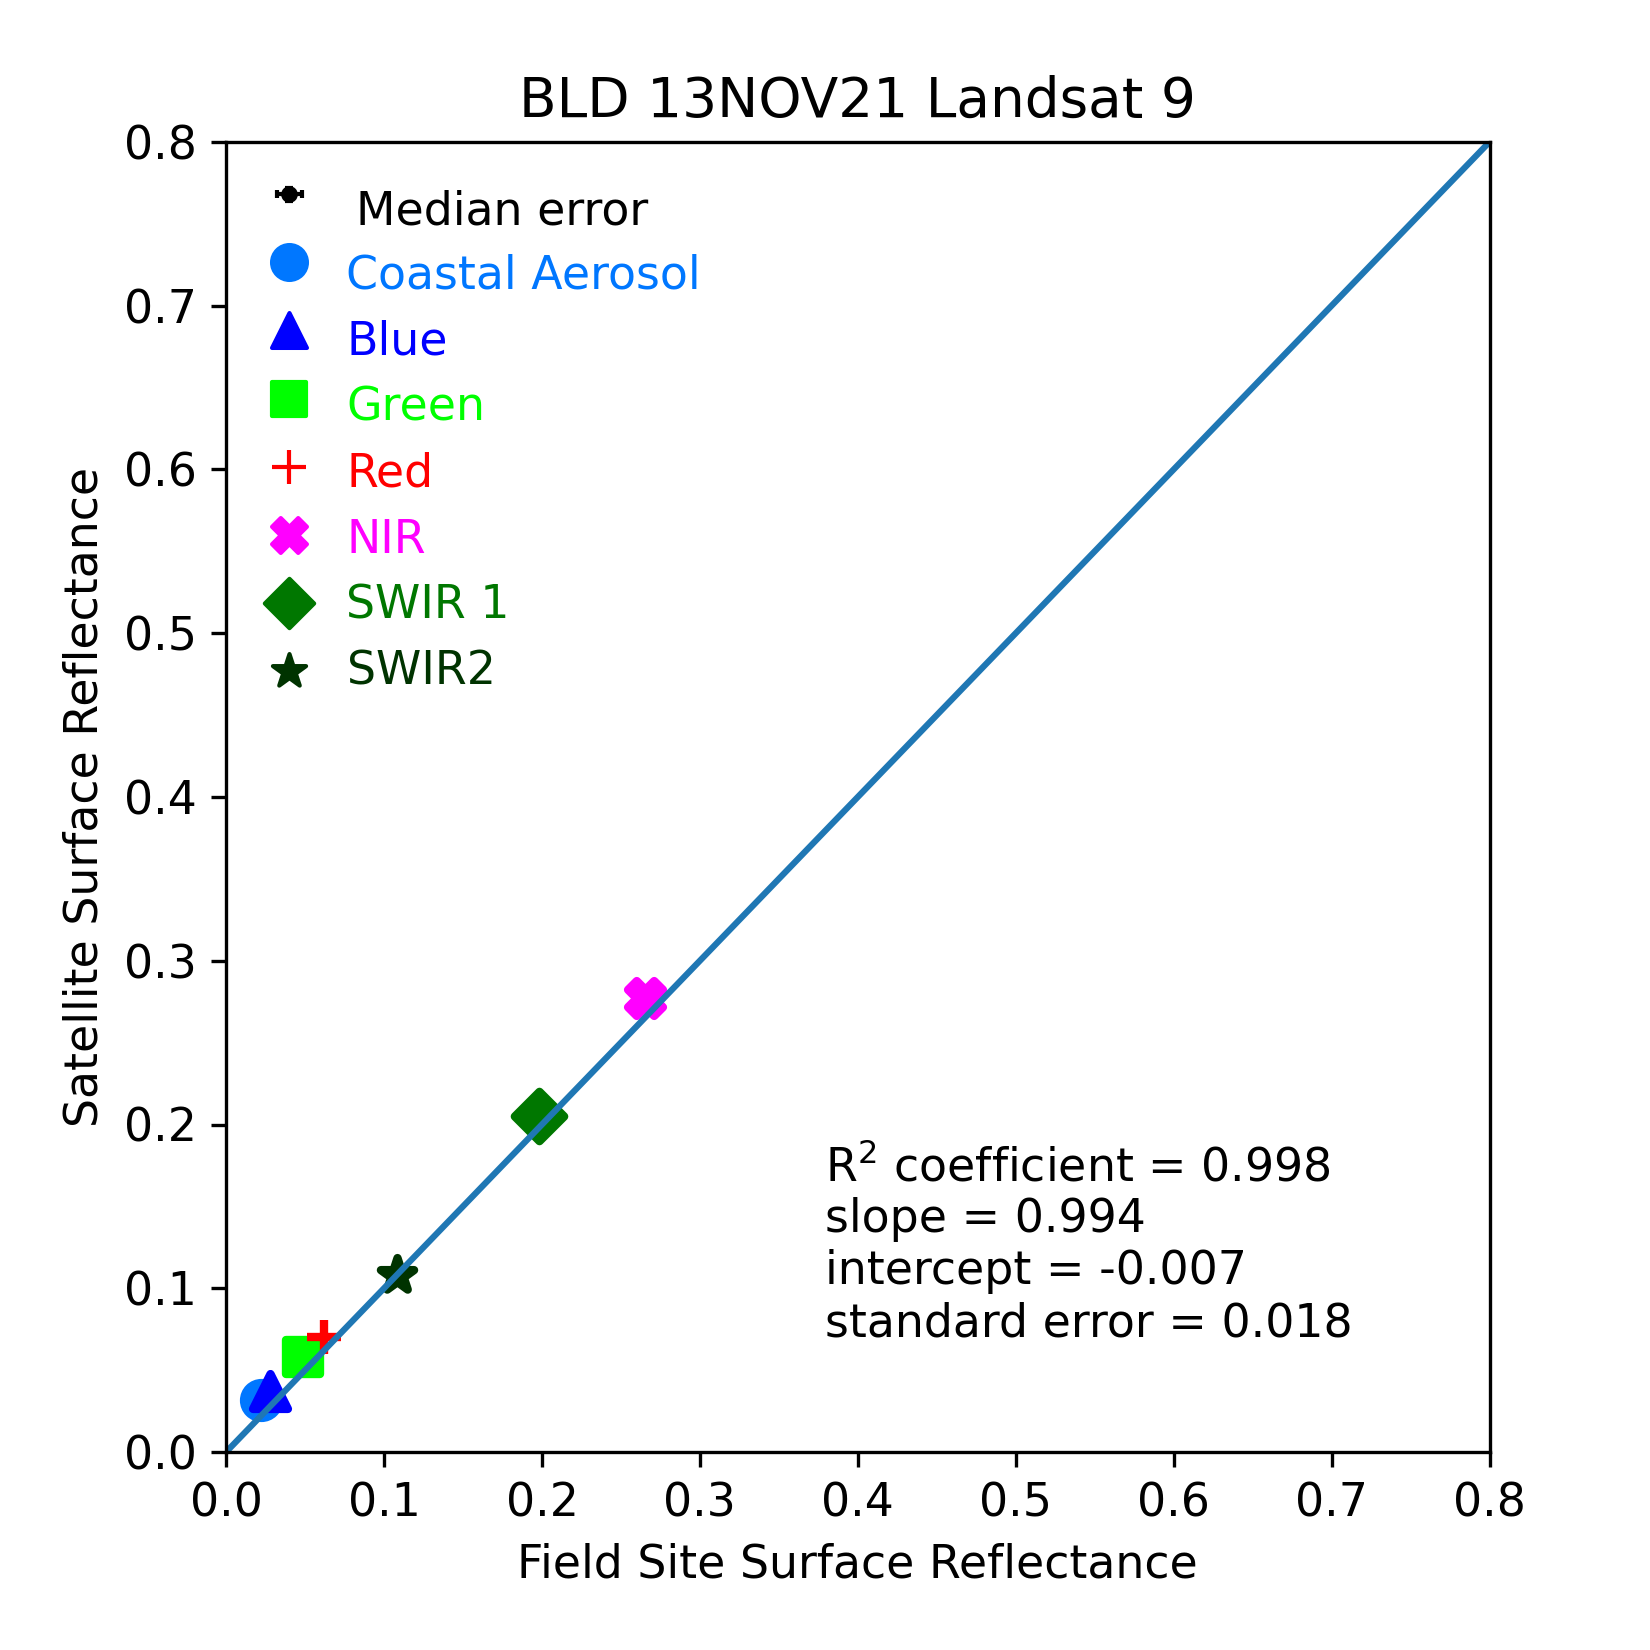 BLD 13NOV21 Landsat 9
0.8
0.7
0.6
0.5
0.4
0.3
0.2
0.1
0.0
Satellite Surface Reflectance
Median error
Coastal Aerosol
Blue
Green
Red
NIR
SWIR 1
SWIR2
R² coefficient = 0.998
slope = 0.994
intercept = -0.007
standard error = 0.018
0.0 0.1 0.2 0.3 0.4 0.5 0.6 0.7 0.8
Field Site Surface Reflectance